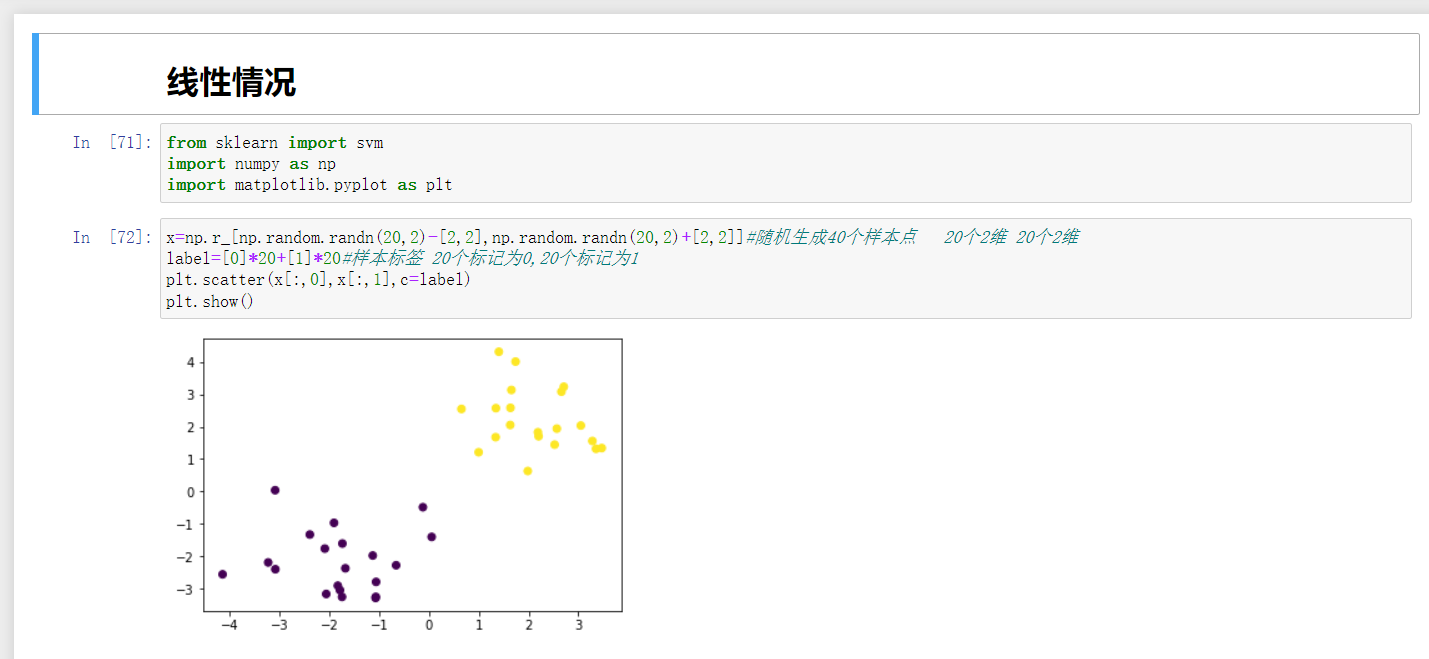 线性情况
In [71]:
from sklearn import svm
import numpy as np
import matplotlib.pyplot as plt
In [72]:
x=np.r_[np.random.randn(20,2)-[2,2],np.random.randn(20,2)+[2,2]]#随机生成40个样本点 20个2维 20个2维
label=[0]*20+[1]*20#样本标签 20个标记为0,20个标记为1
plt.scatter(x[:,0],x[:,1],c=label)
plt.show()
4
3
2
1
0
−1
−2
−3
−4 −3 −2 −1 0 1 2 3